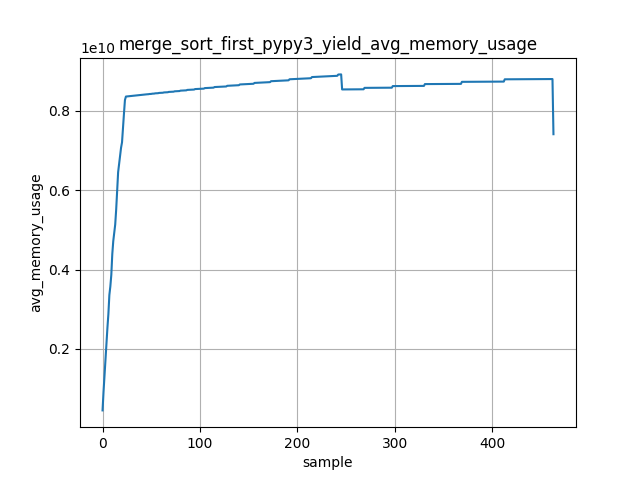 merge_sort_first_pypy3_yield_avg_memory_usage
1e10
0.8
0.6
0.4
0.2
avg_memory_usage
0 100 200 300 400
sample